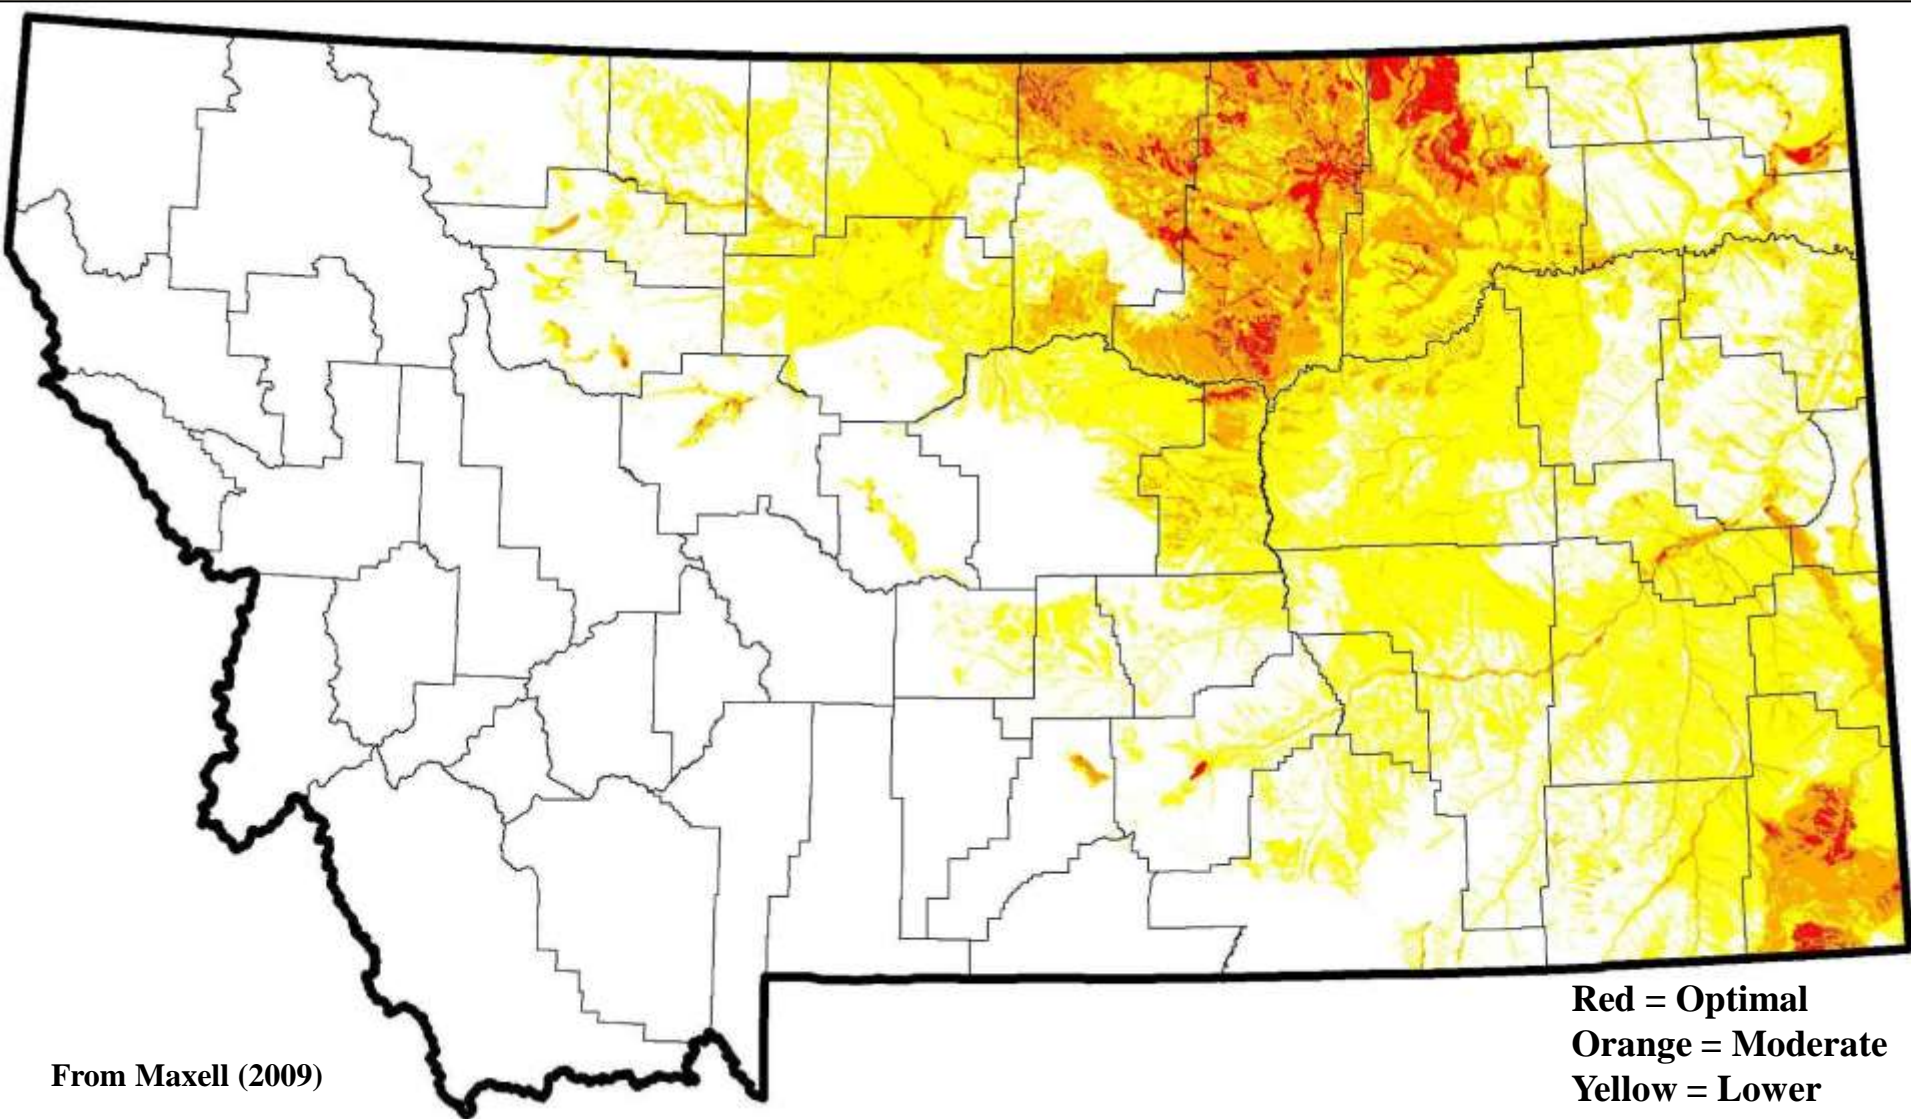 Red = Optimal
Orange = Moderate
From Maxell (2009)
Yellow = Lower